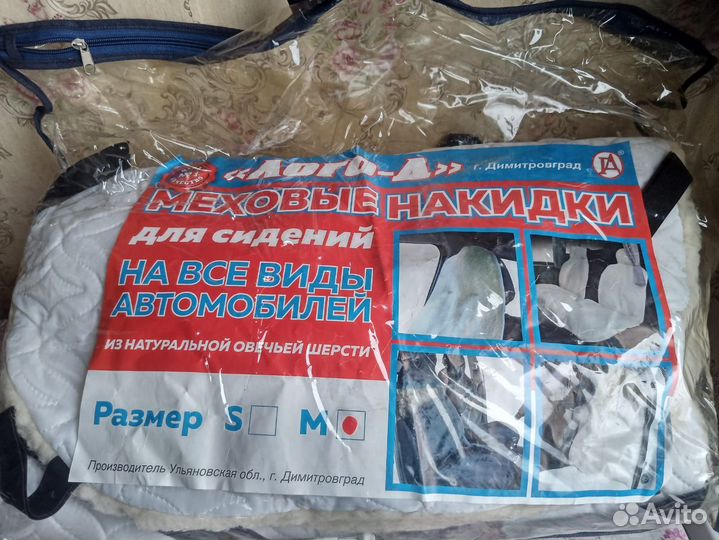 «Лого-Д» г. Димитровград
МЕХОВЫЕ НАКИДКИ
для сидений
НА ВСЕ ВИДЫ
АВТОМОБИЛЕЙ
ИЗ НАТУРАЛЬНОЙ ОВЕЧЬЕЙ ШЕРСТИ
Размер S M
Производитель Ульяновская обл., г. Димитровград
Avito